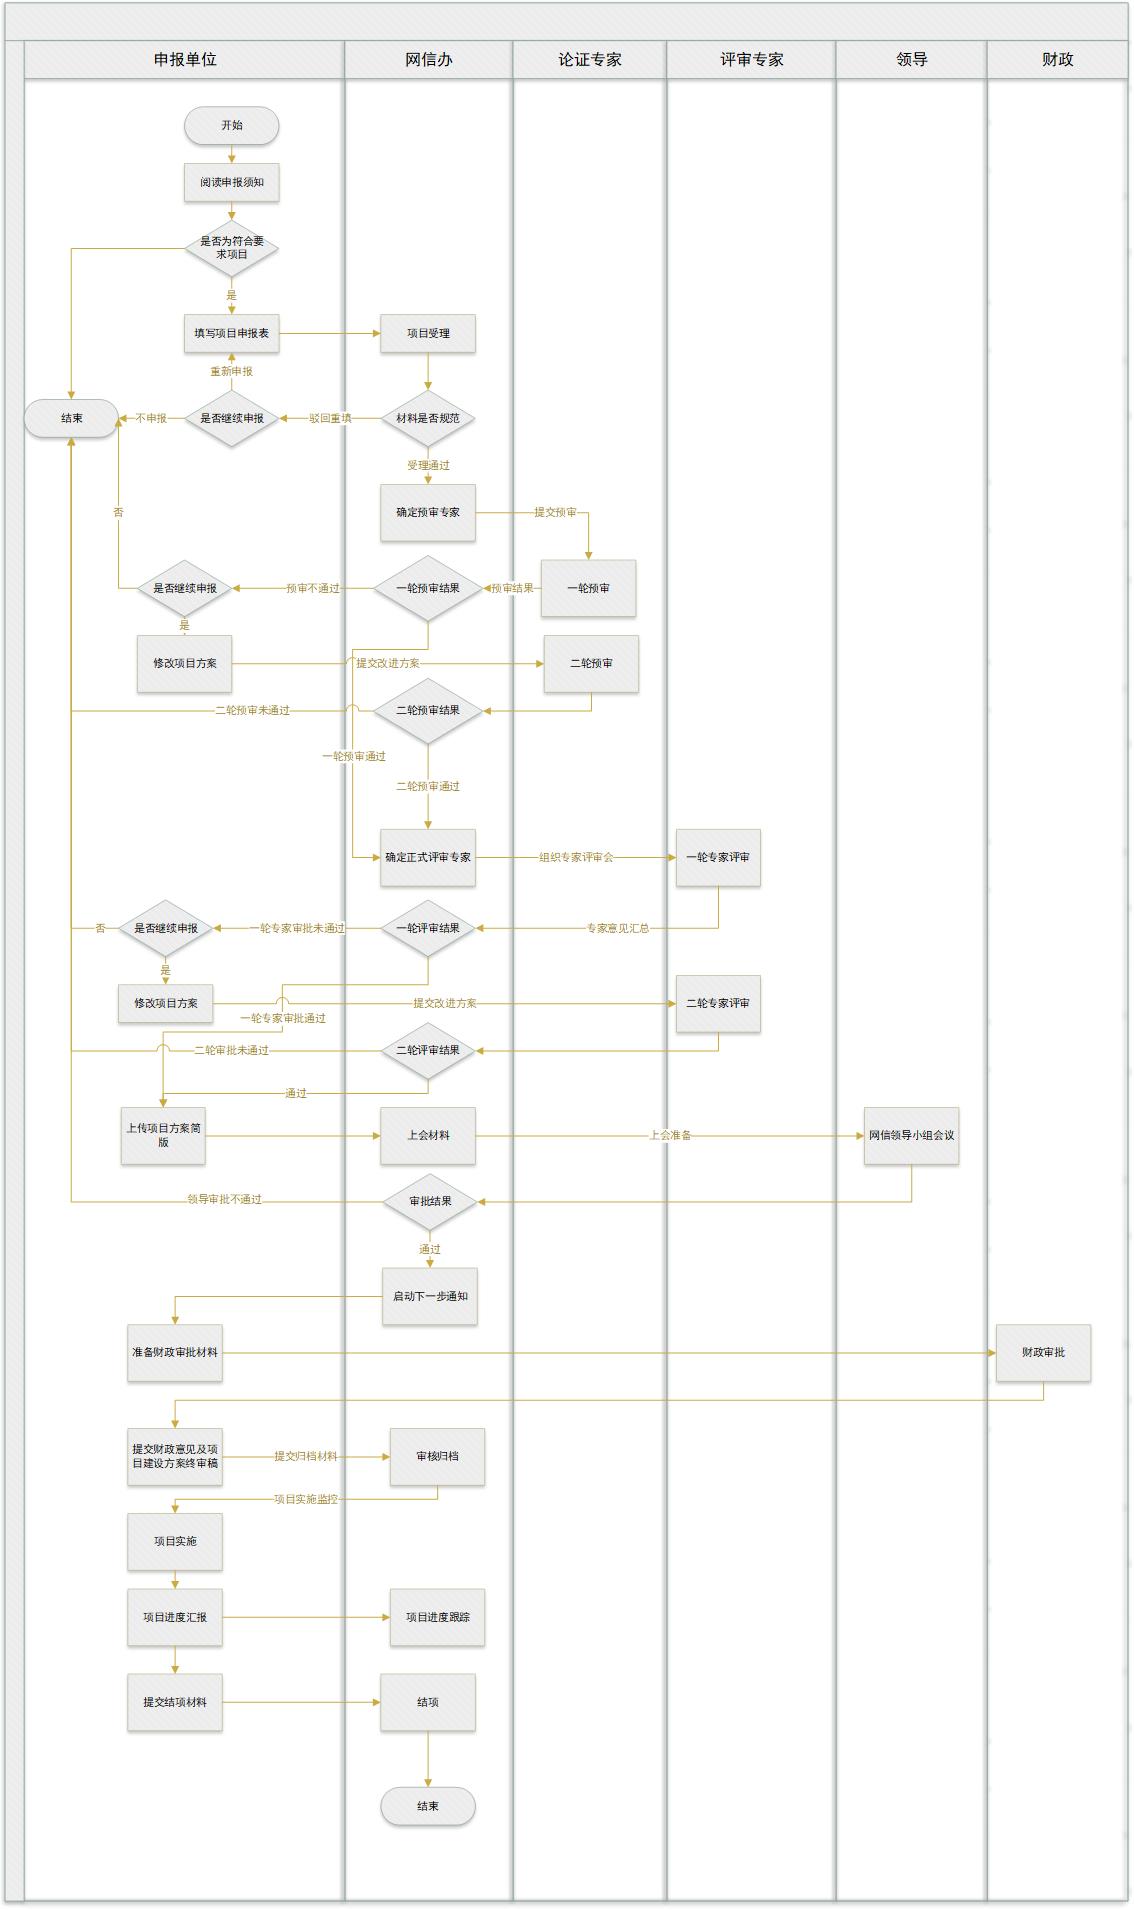 申报单位
网信办
论证专家
评审专家
领导
财政
开始
阅读申报须知
是否为符合要
求项目
是
填写项目申报表
项目受理
重新申报
结束
不申报
是否继续申报
驳回重填
材料是否规范
受理通过
否
确定预审专家
提交预审
是否继续申报
预审不通过
一轮预审结果
预审结果
一轮预审
是
修改项目方案
提交改进方案
二轮预审
二轮预审未通过
二轮预审结果
一轮预审通过
二轮预审通过
确定正式评审专家
组织专家评审会
一轮专家评审
否
是否继续申报
一轮专家审批未通过
一轮评审结果
专家意见汇总
是
修改项目方案
提交改进方案
二轮专家评审
一轮专家审批通过
二轮审批未通过
二轮评审结果
通过
上传项目方案简
版
上会材料
上会准备
网信领导小组会议
领导审批不通过
审批结果
通过
启动下一步通知
准备财政审批材料
财政审批
提交财政意见及项
目建设方案终审稿
提交归档材料
审核归档
项目实施监控
项目实施
项目进度汇报
项目进度跟踪
提交结项材料
结项
结束